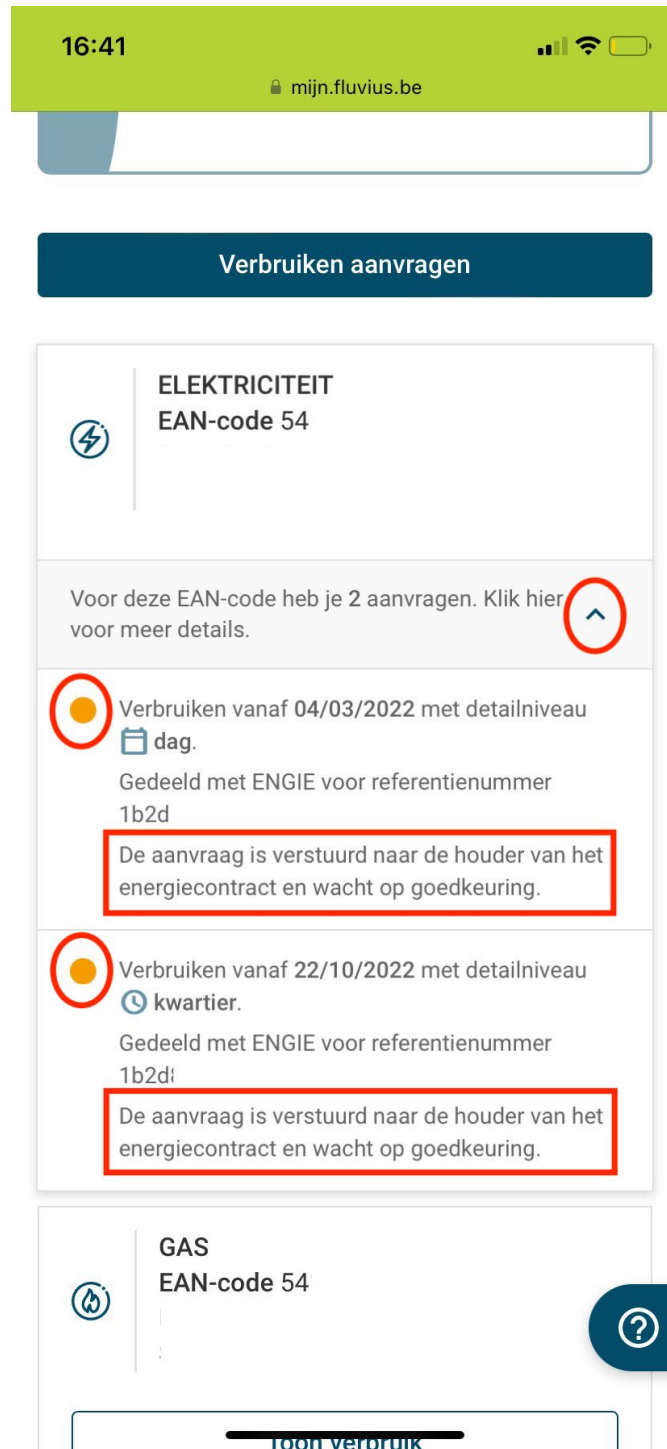 16:41
mijn.fluvius.be
Verbruiken aanvragen
ELEKTRICITEIT
EAN-code 54
Voor deze EAN-code heb je 2 aanvragen. Klik hier
voor meer details.
Verbruiken vanaf 04/03/2022 met detailniveau
dag.
Gedeeld met ENGIE voor referentienummer
1b2d
De aanvraag is verstuurd naar de houder van het
energiecontract en wacht op goedkeuring.
Verbruiken vanaf 22/10/2022 met detailniveau
kwartier.
Gedeeld met ENGIE voor referentienummer
1b2d
De aanvraag is verstuurd naar de houder van het
energiecontract en wacht op goedkeuring.
GAS
EAN-code 54
Toon verbruik